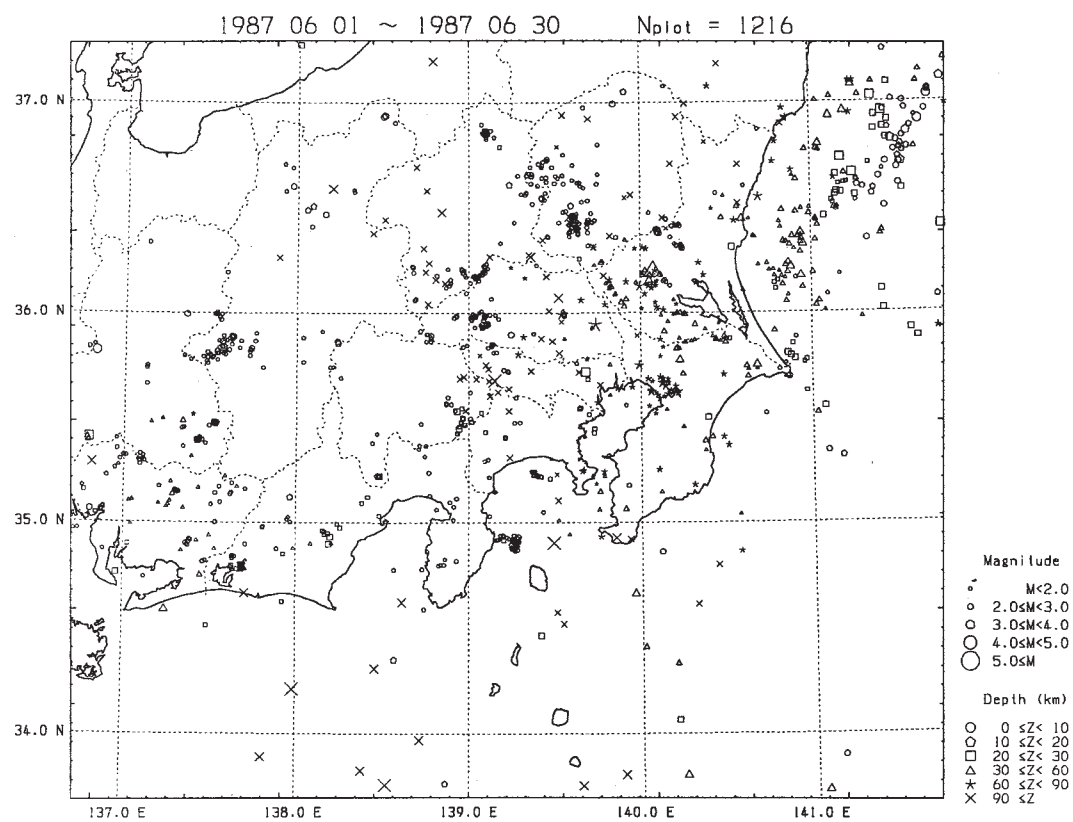 1987 06 01 ～ 1987 06 30 Nplot = 1216
37.0 N
36.0 N
35.0 N
34.0 N
137.0 E 138.0 E 139.0 E 140.0 E 141.0 E
Magnitude
M<2.0
2.0≤M<3.0
3.0≤M<4.0
4.0≤M<5.0
5.0≤M
Depth (km)
0 ≤Z< 10
10 ≤Z< 20
20 ≤Z< 30
30 ≤Z< 60
60 ≤Z< 90
90 ≤Z